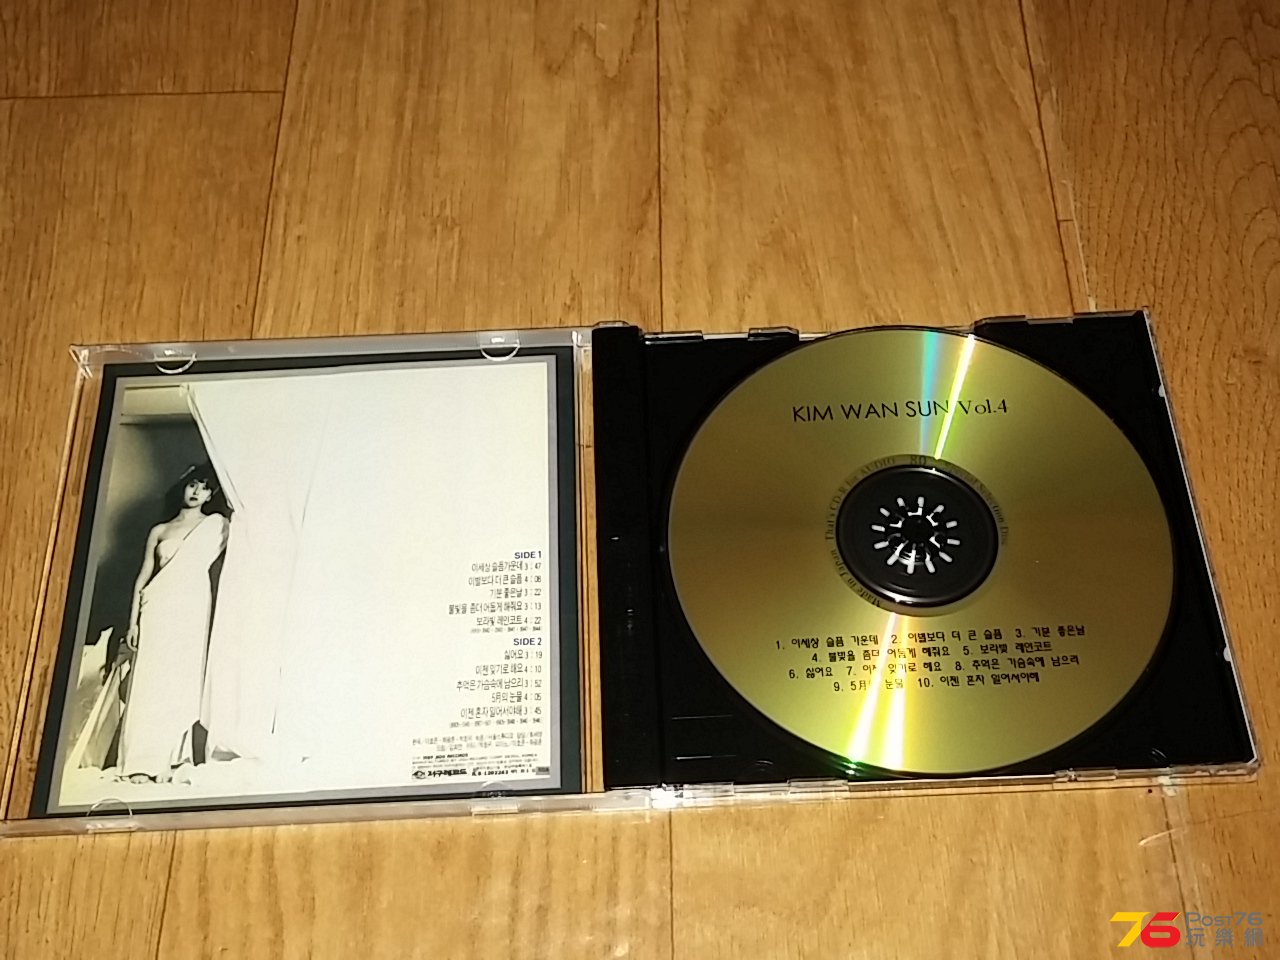 SIDE 1
이세상 슬픔가운데 3 : 47
이별보다 더 큰 슬픔 4 : 08
기분 좋은날 3 : 22
불빛을 좀더 어둡게 해줘요 3 : 13
보라빛 레인코트 4 : 22
SIDE 2
싫어요 3 : 19
이젠 잊기로 해요 4 : 10
추억은 가슴속에 남으리 3 : 52
5月의 눈물 4 : 05
이젠 혼자 일어서야해 3 : 45
지구레코드
KIM WAN SUN Vol.4
Made in Japan That's CD-R for AUDIO
1. 이세상 슬픔 가운데 2. 이별보다 더 큰 슬픔 3. 기분 좋은날
4. 불빛을 좀더 어둡게 해줘요 5. 보라빛 레인코트
6. 싫어요 7. 이젠 잊기로 해요 8. 추억은 가슴속에 남으리
9. 5月의 눈물 10. 이젠 혼자 일어서야해
76 POST76
玩樂網